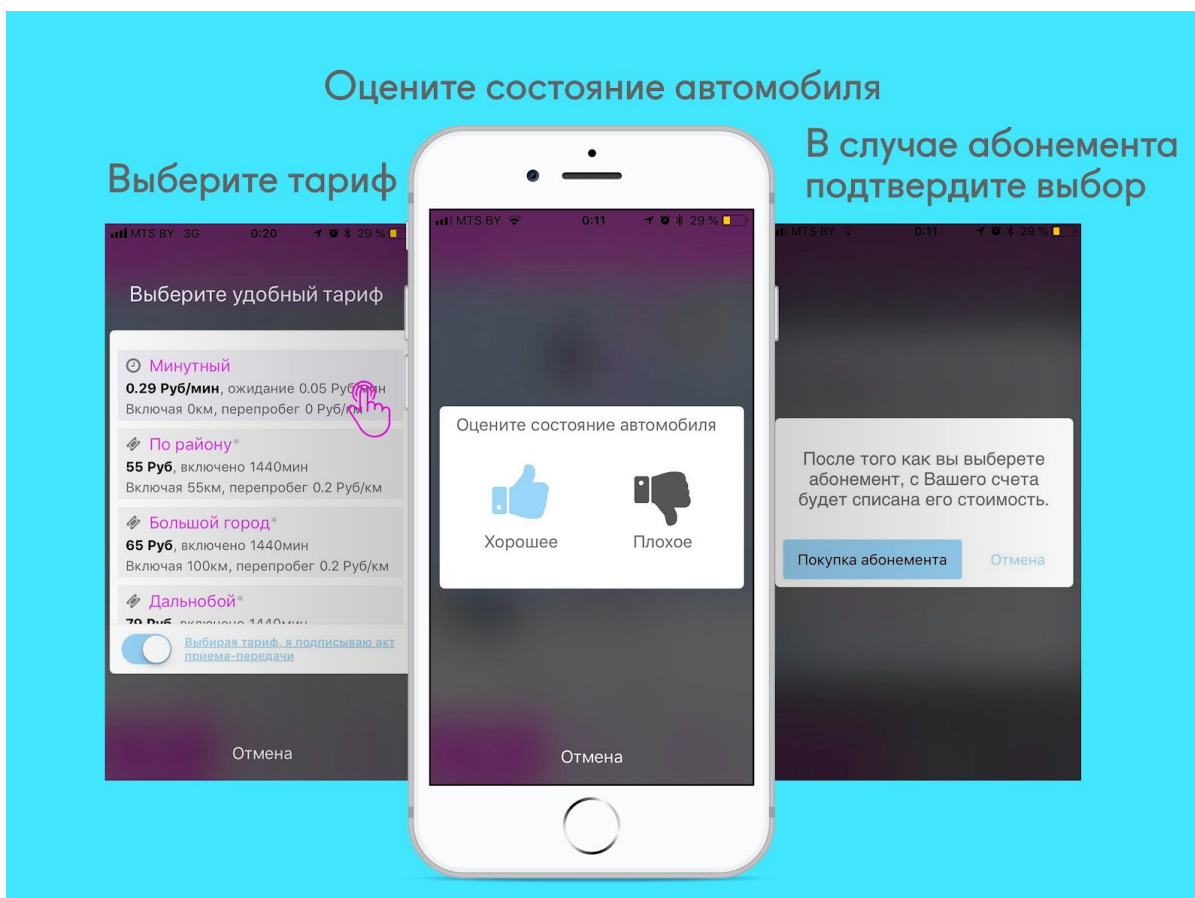 Оцените состояние автомобиля
Выберите тариф
В случае абонемента
подтвердите выбор
MTS BY 3G 0:20 29 %
Выберите удобный тариф
Минутный
0.29 Руб/мин, ожидание 0.05 Руб/мин
Включая 0км, перепробег 0 Руб/км
По району*
55 Руб, включено 1440мин
Включая 55км, перепробег 0.2 Руб/км
Большой город*
65 Руб, включено 1440мин
Включая 100км, перепробег 0.2 Руб/км
Дальнобой*
79 Руб, включено 1440мин
Выбирая тариф, я подписываю акт
приема-передачи
Отмена
MTS BY 0:11 29 %
Оцените состояние автомобиля
Хорошее Плохое
Отмена
MTS BY 0:11 29 %
После того как вы выберете
абонемент, с Вашего счета
будет списана его стоимость.
Покупка абонемента Отмена